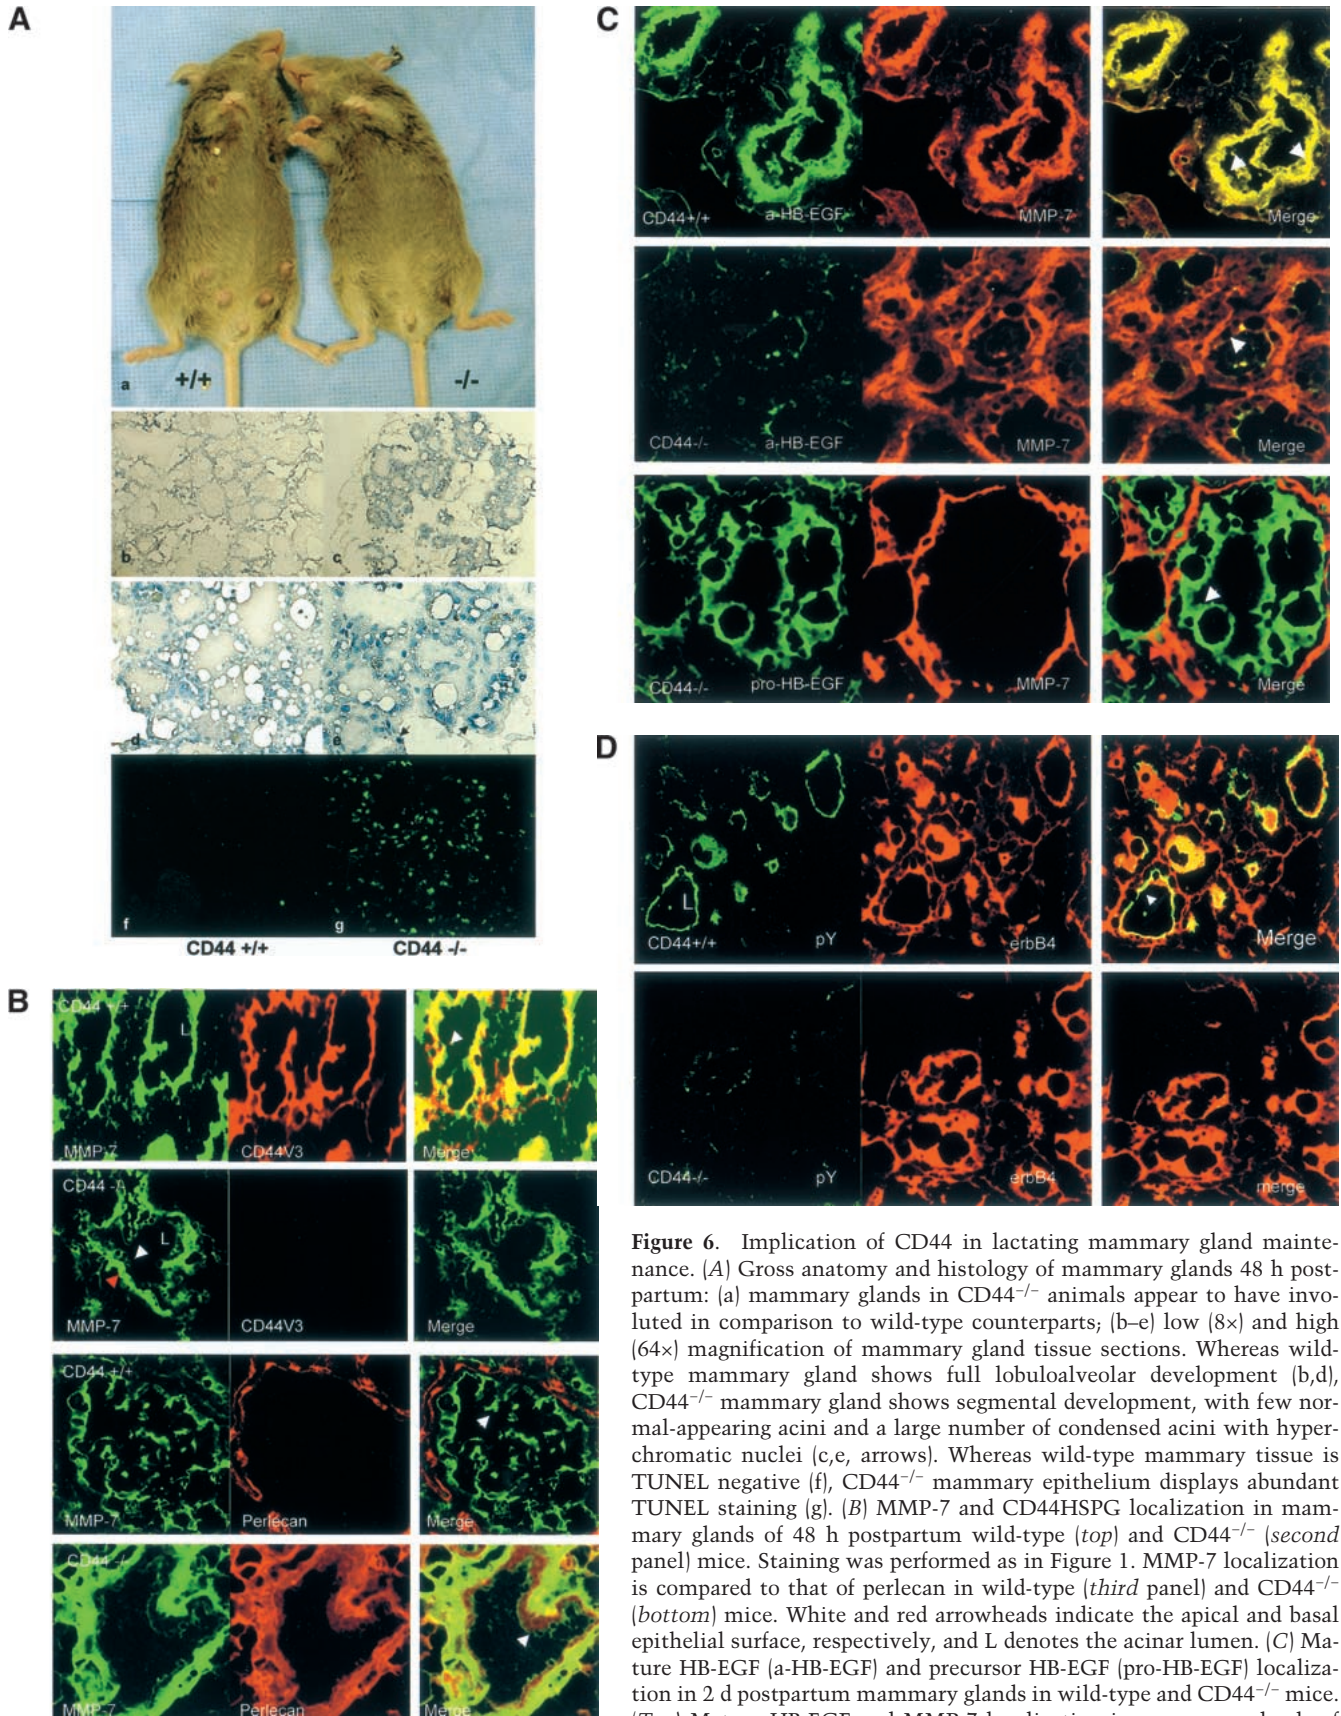 A
a
+/+
-/-
b
c
d
e
f
g
CD44 +/+
CD44 -/-
B
CD44 +/+
L
MMP-7
CD44V3
Merge
CD44 -/-
L
MMP-7
CD44V3
Merge
CD44 +/+
MMP-7
Perlecan
Merge
CD44 -/-
MMP-7
Perlecan
Merge
C
CD44+/+
a-HB-EGF
MMP-7
Merge
CD44-/-
a-HB-EGF
MMP-7
Merge
CD44-/-
pro-HB-EGF
MMP-7
Merge
D
L
CD44+/+
pY
erbB4
Merge
CD44-/-
pY
erbB4
merge
Figure 6. Implication of CD44 in lactating mammary gland mainte-
nance. (A) Gross anatomy and histology of mammary glands 48 h post-
partum: (a) mammary glands in CD44−/− animals appear to have invo-
luted in comparison to wild-type counterparts; (b–e) low (8×) and high
(64×) magnification of mammary gland tissue sections. Whereas wild-
type mammary gland shows full lobuloalveolar development (b,d),
CD44−/− mammary gland shows segmental development, with few nor-
mal-appearing acini and a large number of condensed acini with hyper-
chromatic nuclei (c,e, arrows). Whereas wild-type mammary tissue is
TUNEL negative (f), CD44−/− mammary epithelium displays abundant
TUNEL staining (g). (B) MMP-7 and CD44HSPG localization in mam-
mary glands of 48 h postpartum wild-type (top) and CD44−/− (second
panel) mice. Staining was performed as in Figure 1. MMP-7 localization
is compared to that of perlecan in wild-type (third panel) and CD44−/−
(bottom) mice. White and red arrowheads indicate the apical and basal
epithelial surface, respectively, and L denotes the acinar lumen. (C) Ma-
ture HB-EGF (a-HB-EGF) and precursor HB-EGF (pro-HB-EGF) localiza-
tion in 2 d postpartum mammary glands in wild-type and CD44−/− mice.